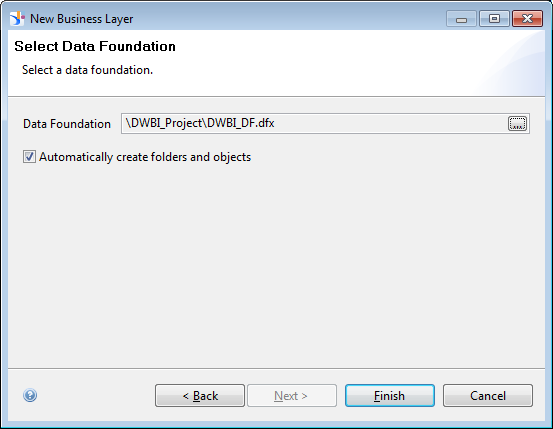 New Business Layer
Select Data Foundation
Select a data foundation.
Data Foundation \DWBI_Project\DWBI_DF.dfx ...
Automatically create folders and objects
? < Back Next > Finish Cancel